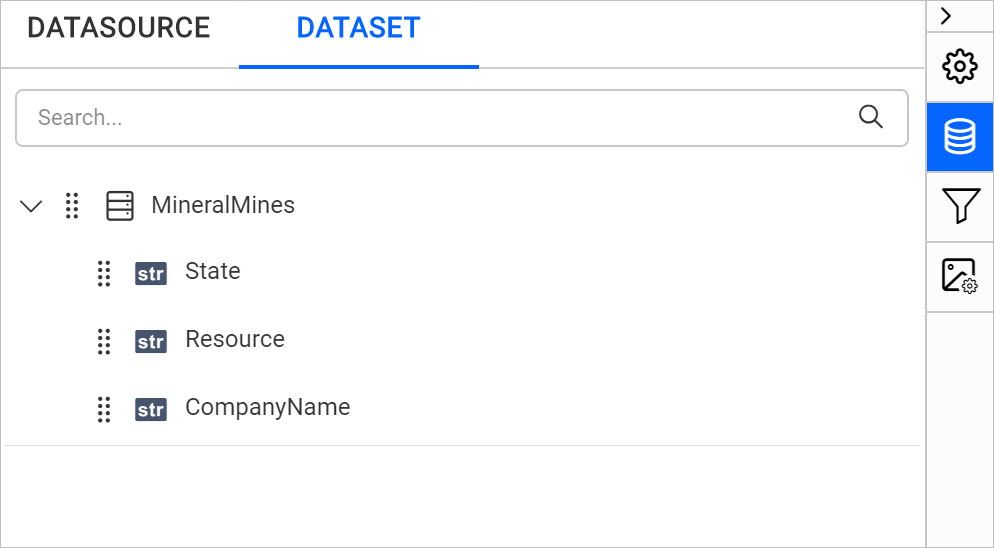 DATASOURCE DATASET
Search...
MineralMines
str State
str Resource
str CompanyName